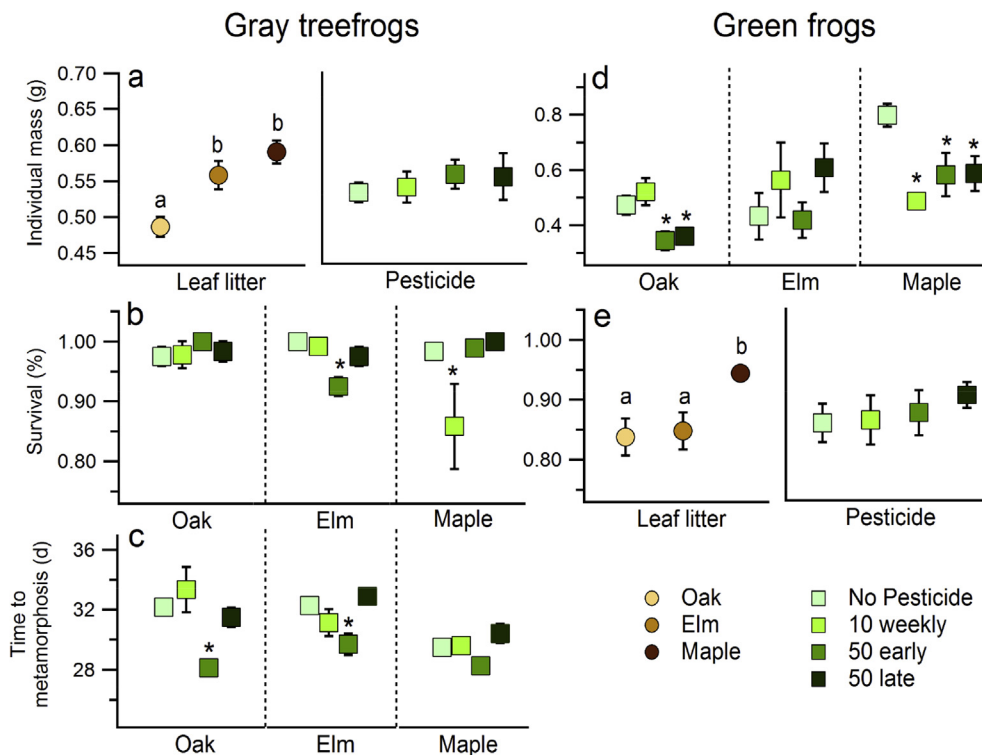 Gray treefrogs
Green frogs
a
Individual mass (g)
0.70
0.65
0.60
0.55
0.50
0.45
a
b
b
Leaf litter
Pesticide
d
0.8
0.6
0.4
*
*
*
*
*
Oak
Elm
Maple
b
Survival (%)
1.00
0.90
0.80
*
*
Oak
Elm
Maple
e
1.00
0.90
0.80
a
a
b
Leaf litter
Pesticide
c
Time to
metamorphosis (d)
36
32
28
*
*
Oak
Elm
Maple
Oak
Elm
Maple
No Pesticide
10 weekly
50 early
50 late